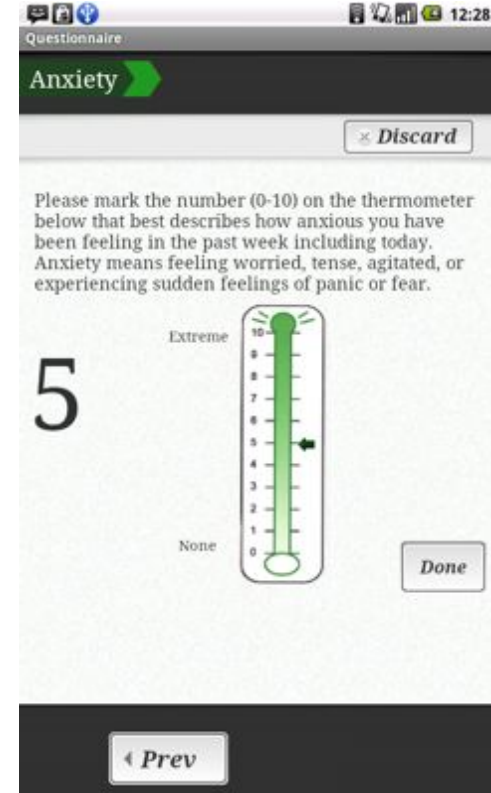 12:28
Questionnaire
Anxiety
× Discard
Please mark the number (0-10) on the thermometer
below that best describes how anxious you have
been feeling in the past week including today.
Anxiety means feeling worried, tense, agitated, or
experiencing sudden feelings of panic or fear.
Extreme
10
9
8
7
6
5
5
4
3
2
1
None
0
Done
Prev